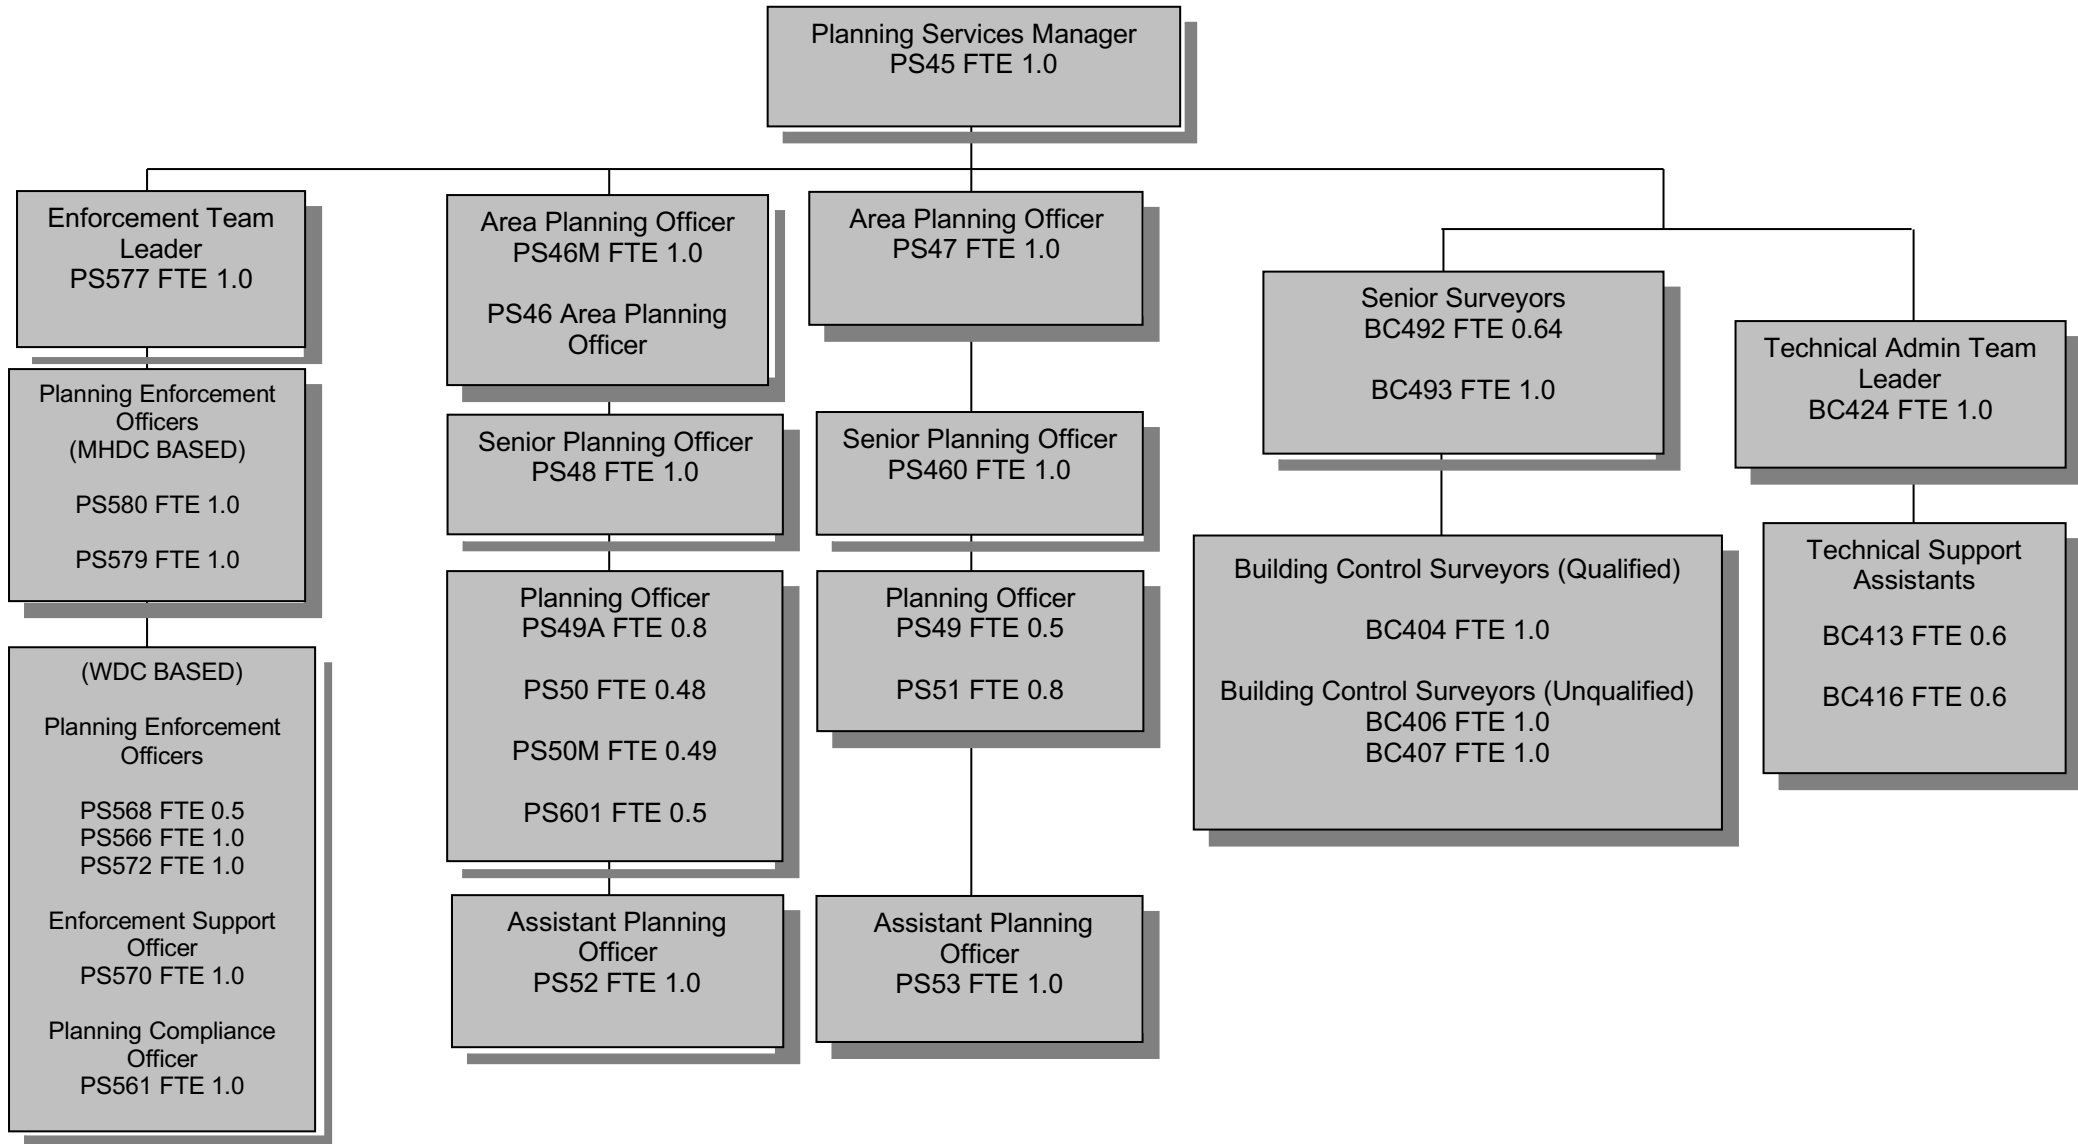 Planning Services Manager
PS45 FTE 1.0
Enforcement Team
Leader
PS577 FTE 1.0
Planning Enforcement
Officers
(MHDC BASED)
PS580 FTE 1.0
PS579 FTE 1.0
(WDC BASED)
Planning Enforcement
Officers
PS568 FTE 0.5
PS566 FTE 1.0
PS572 FTE 1.0
Enforcement Support
Officer
PS570 FTE 1.0
Planning Compliance
Officer
PS561 FTE 1.0
Area Planning Officer
PS46M FTE 1.0
PS46 Area Planning
Officer
Senior Planning Officer
PS48 FTE 1.0
Planning Officer
PS49A FTE 0.8
PS50 FTE 0.48
PS50M FTE 0.49
PS601 FTE 0.5
Assistant Planning
Officer
PS52 FTE 1.0
Area Planning Officer
PS47 FTE 1.0
Senior Planning Officer
PS460 FTE 1.0
Planning Officer
PS49 FTE 0.5
PS51 FTE 0.8
Assistant Planning
Officer
PS53 FTE 1.0
Senior Surveyors
BC492 FTE 0.64
BC493 FTE 1.0
Building Control Surveyors (Qualified)
BC404 FTE 1.0
Building Control Surveyors (Unqualified)
BC406 FTE 1.0
BC407 FTE 1.0
Technical Admin Team
Leader
BC424 FTE 1.0
Technical Support
Assistants
BC413 FTE 0.6
BC416 FTE 0.6